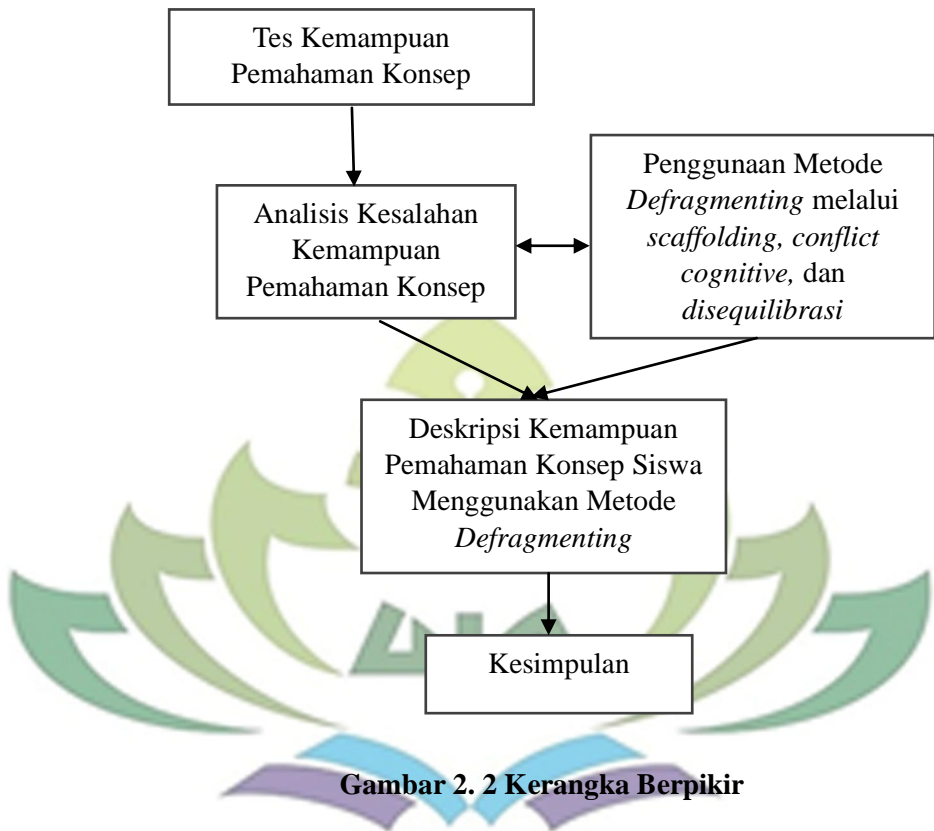 Tes Kemampuan
Pemahaman Konsep
Analisis Kesalahan
Kemampuan
Pemahaman Konsep
Penggunaan Metode
Defragmenting melalui
scaffolding, conflict
cognitive, dan
disequilibrasi
Deskripsi Kemampuan
Pemahaman Konsep Siswa
Menggunakan Metode
Defragmenting
Kesimpulan
Gambar 2. 2 Kerangka Berpikir